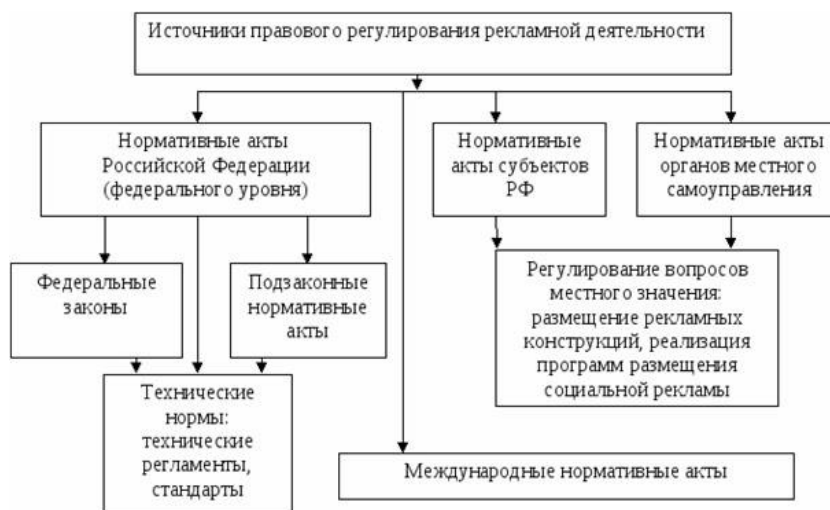 Источники правового регулирования рекламной деятельности
Нормативные акты
Российской Федерации
(федерального уровня)
Нормативные
акты субъектов
РФ
Нормативные акты
органов местного
самоуправления
Федеральные
законы
Подзаконные
нормативные
акты
Регулирование вопросов
местного значения:
размещение рекламных
конструкций, реализация
программ размещения
социальной рекламы
Технические
нормы:
технические
регламенты,
стандарты
Международные нормативные акты